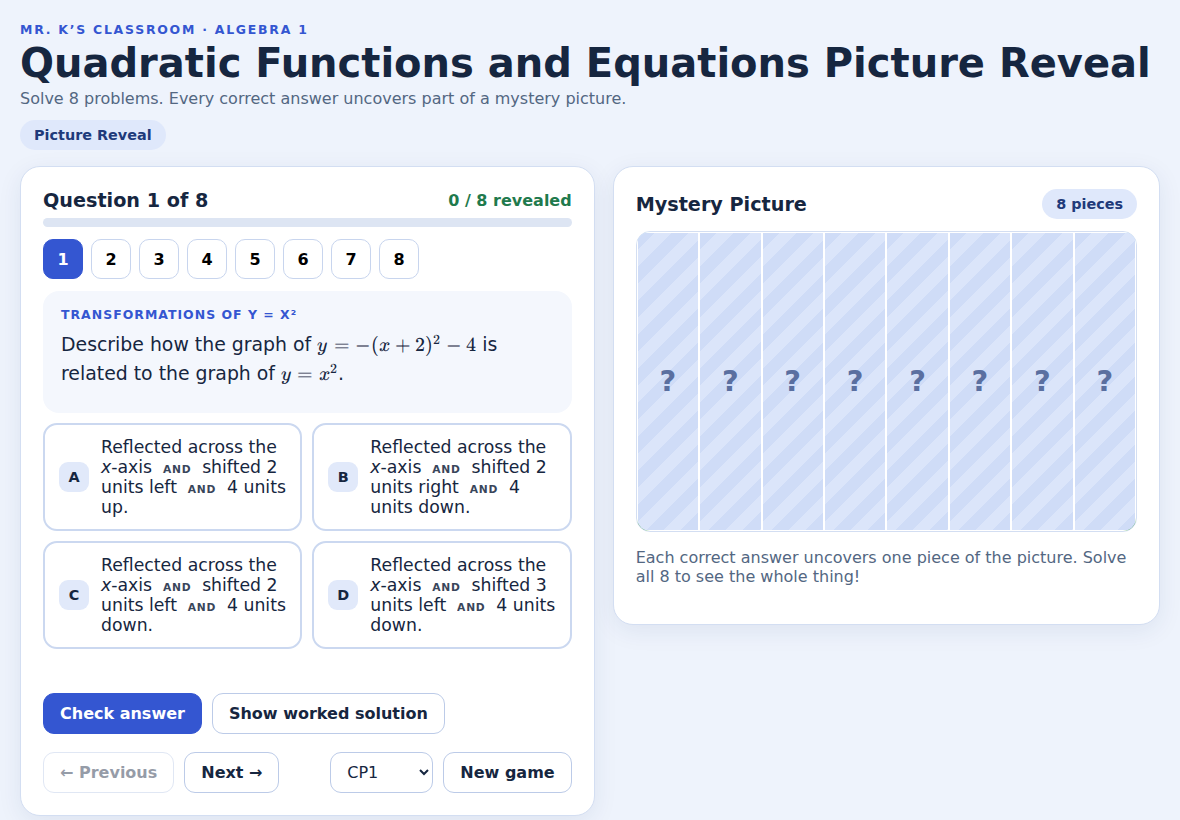 MR. K’S CLASSROOM · ALGEBRA 1
Quadratic Functions and Equations Picture Reveal
Solve 8 problems. Every correct answer uncovers part of a mystery picture.
Picture Reveal
Question 1 of 8
0 / 8 revealed
1 2 3 4 5 6 7 8
TRANSFORMATIONS OF Y = X²
Describe how the graph of y = −(x + 2)² − 4 is
related to the graph of y = x².
A
Reflected across the
x-axis AND shifted 2
units left AND 4 units
up.
B
Reflected across the
x-axis AND shifted 2
units right AND 4
units down.
C
Reflected across the
x-axis AND shifted 2
units left AND 4 units
down.
D
Reflected across the
x-axis AND shifted 3
units left AND 4 units
down.
Check answer
Show worked solution
← Previous
Next →
CP1
New game
Mystery Picture
8 pieces
? ? ? ? ? ? ? ?
Each correct answer uncovers one piece of the picture. Solve
all 8 to see the whole thing!